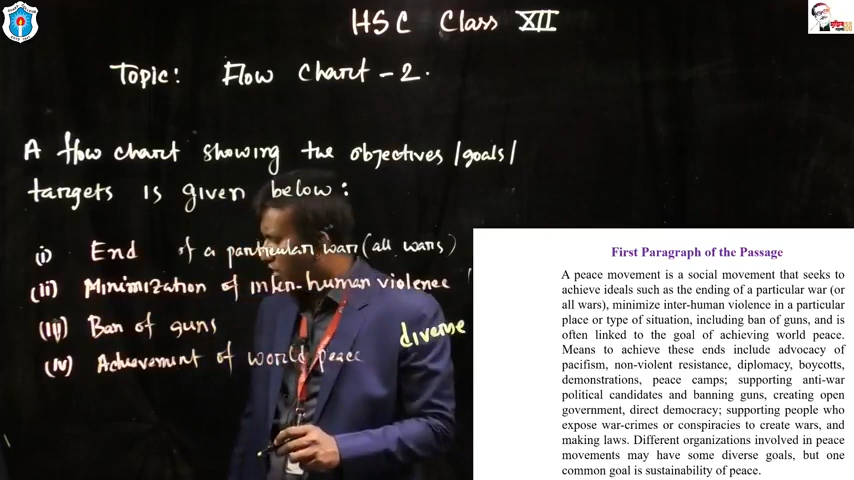 HSC Class XII
Topic: Flow Chart - 2.
A flow chart showing the objectives/goals/
targets is given below:
(i) End of a particular war (all wars)
(ii) Minimization of inter-human violence
(iii) Ban of guns
diverse
(iv) Achievement of world peace
First Paragraph of the Passage
A peace movement is a social movement that seeks to
achieve ideals such as the ending of a particular war (or
all wars), minimize inter-human violence in a particular
place or type of situation, including ban of guns, and is
often linked to the goal of achieving world peace.
Means to achieve these ends include advocacy of
pacifism, non-violent resistance, diplomacy, boycotts,
demonstrations, peace camps; supporting anti-war
political candidates and banning guns, creating open
government, direct democracy; supporting people who
expose war-crimes or conspiracies to create wars, and
making laws. Different organizations involved in peace
movements may have some diverse goals, but one
common goal is sustainability of peace.